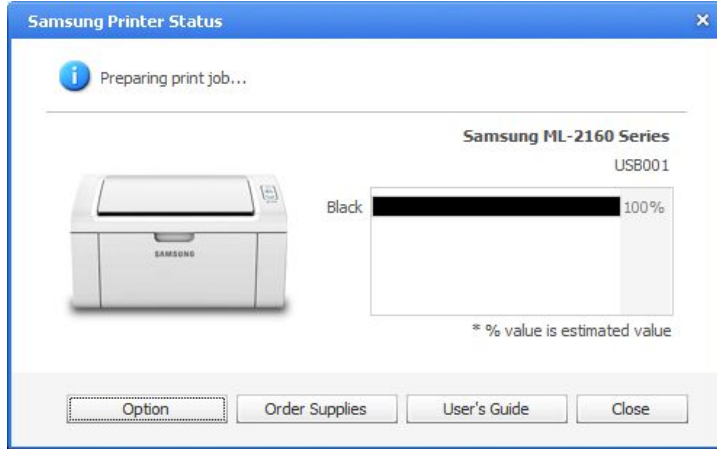 Samsung Printer Status
Preparing print job...
Samsung ML-2160 Series
USB001
Black 100%
SAMSUNG
* % value is estimated value
Option Order Supplies User's Guide Close